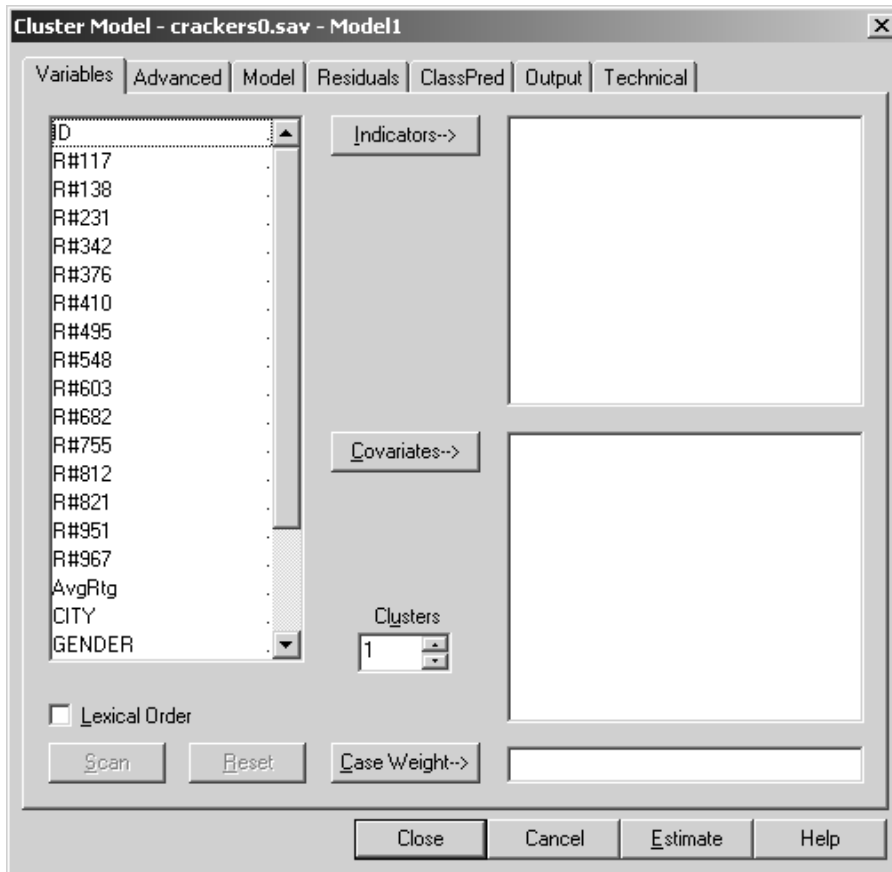 Cluster Model - crackers0.sav - Model1
Variables Advanced Model Residuals ClassPred Output Technical
ID .
R#117 .
R#138 .
R#231 .
R#342 .
R#376 .
R#410 .
R#495 .
R#548 .
R#603 .
R#682 .
R#755 .
R#812 .
R#821 .
R#951 .
R#967 .
AvgRtg .
CITY .
GENDER .
Indicators-->
Covariates-->
Clusters
1
Lexical Order
Scan Reset Case Weight-->
Close Cancel Estimate Help